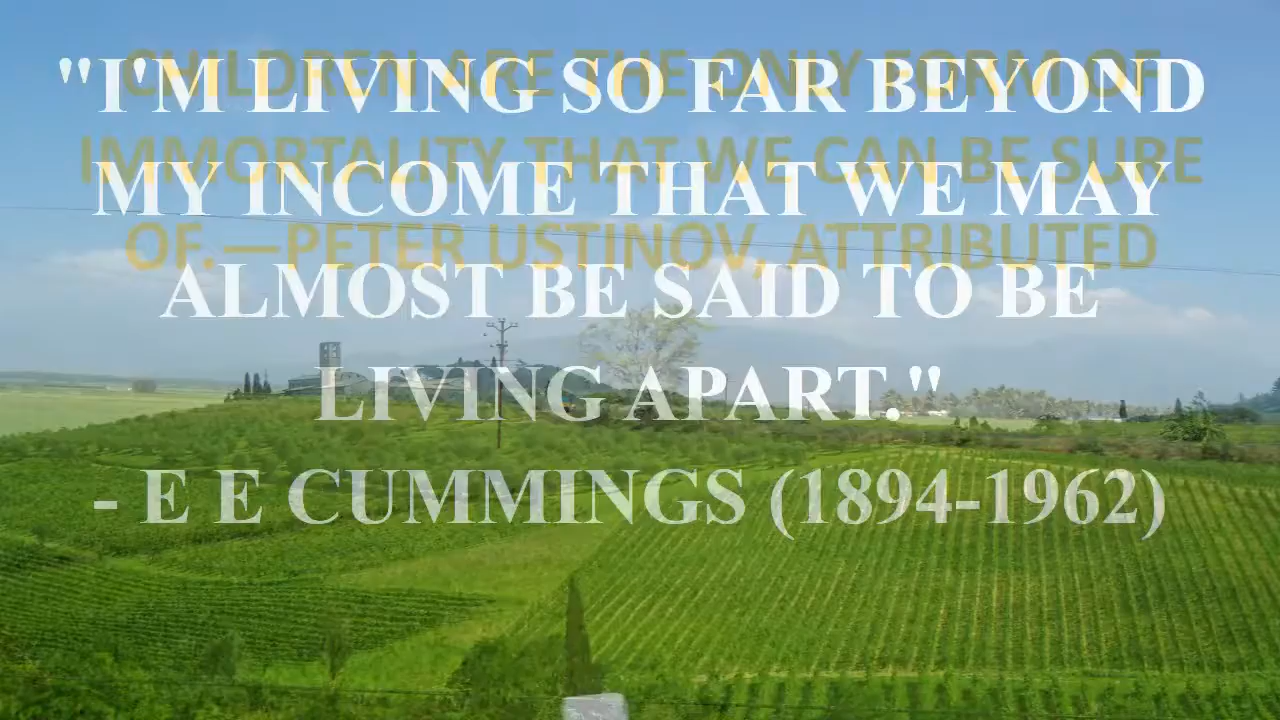 "I'M LIVING SO FAR BEYOND
MY INCOME THAT WE MAY
ALMOST BE SAID TO BE
LIVING APART."
- E E CUMMINGS (1894-1962)
CHILDREN ARE THE ONLY FORM OF
IMMORTALITY THAT WE CAN BE SURE
OF.—PETER USTINOV, ATTRIBUTED